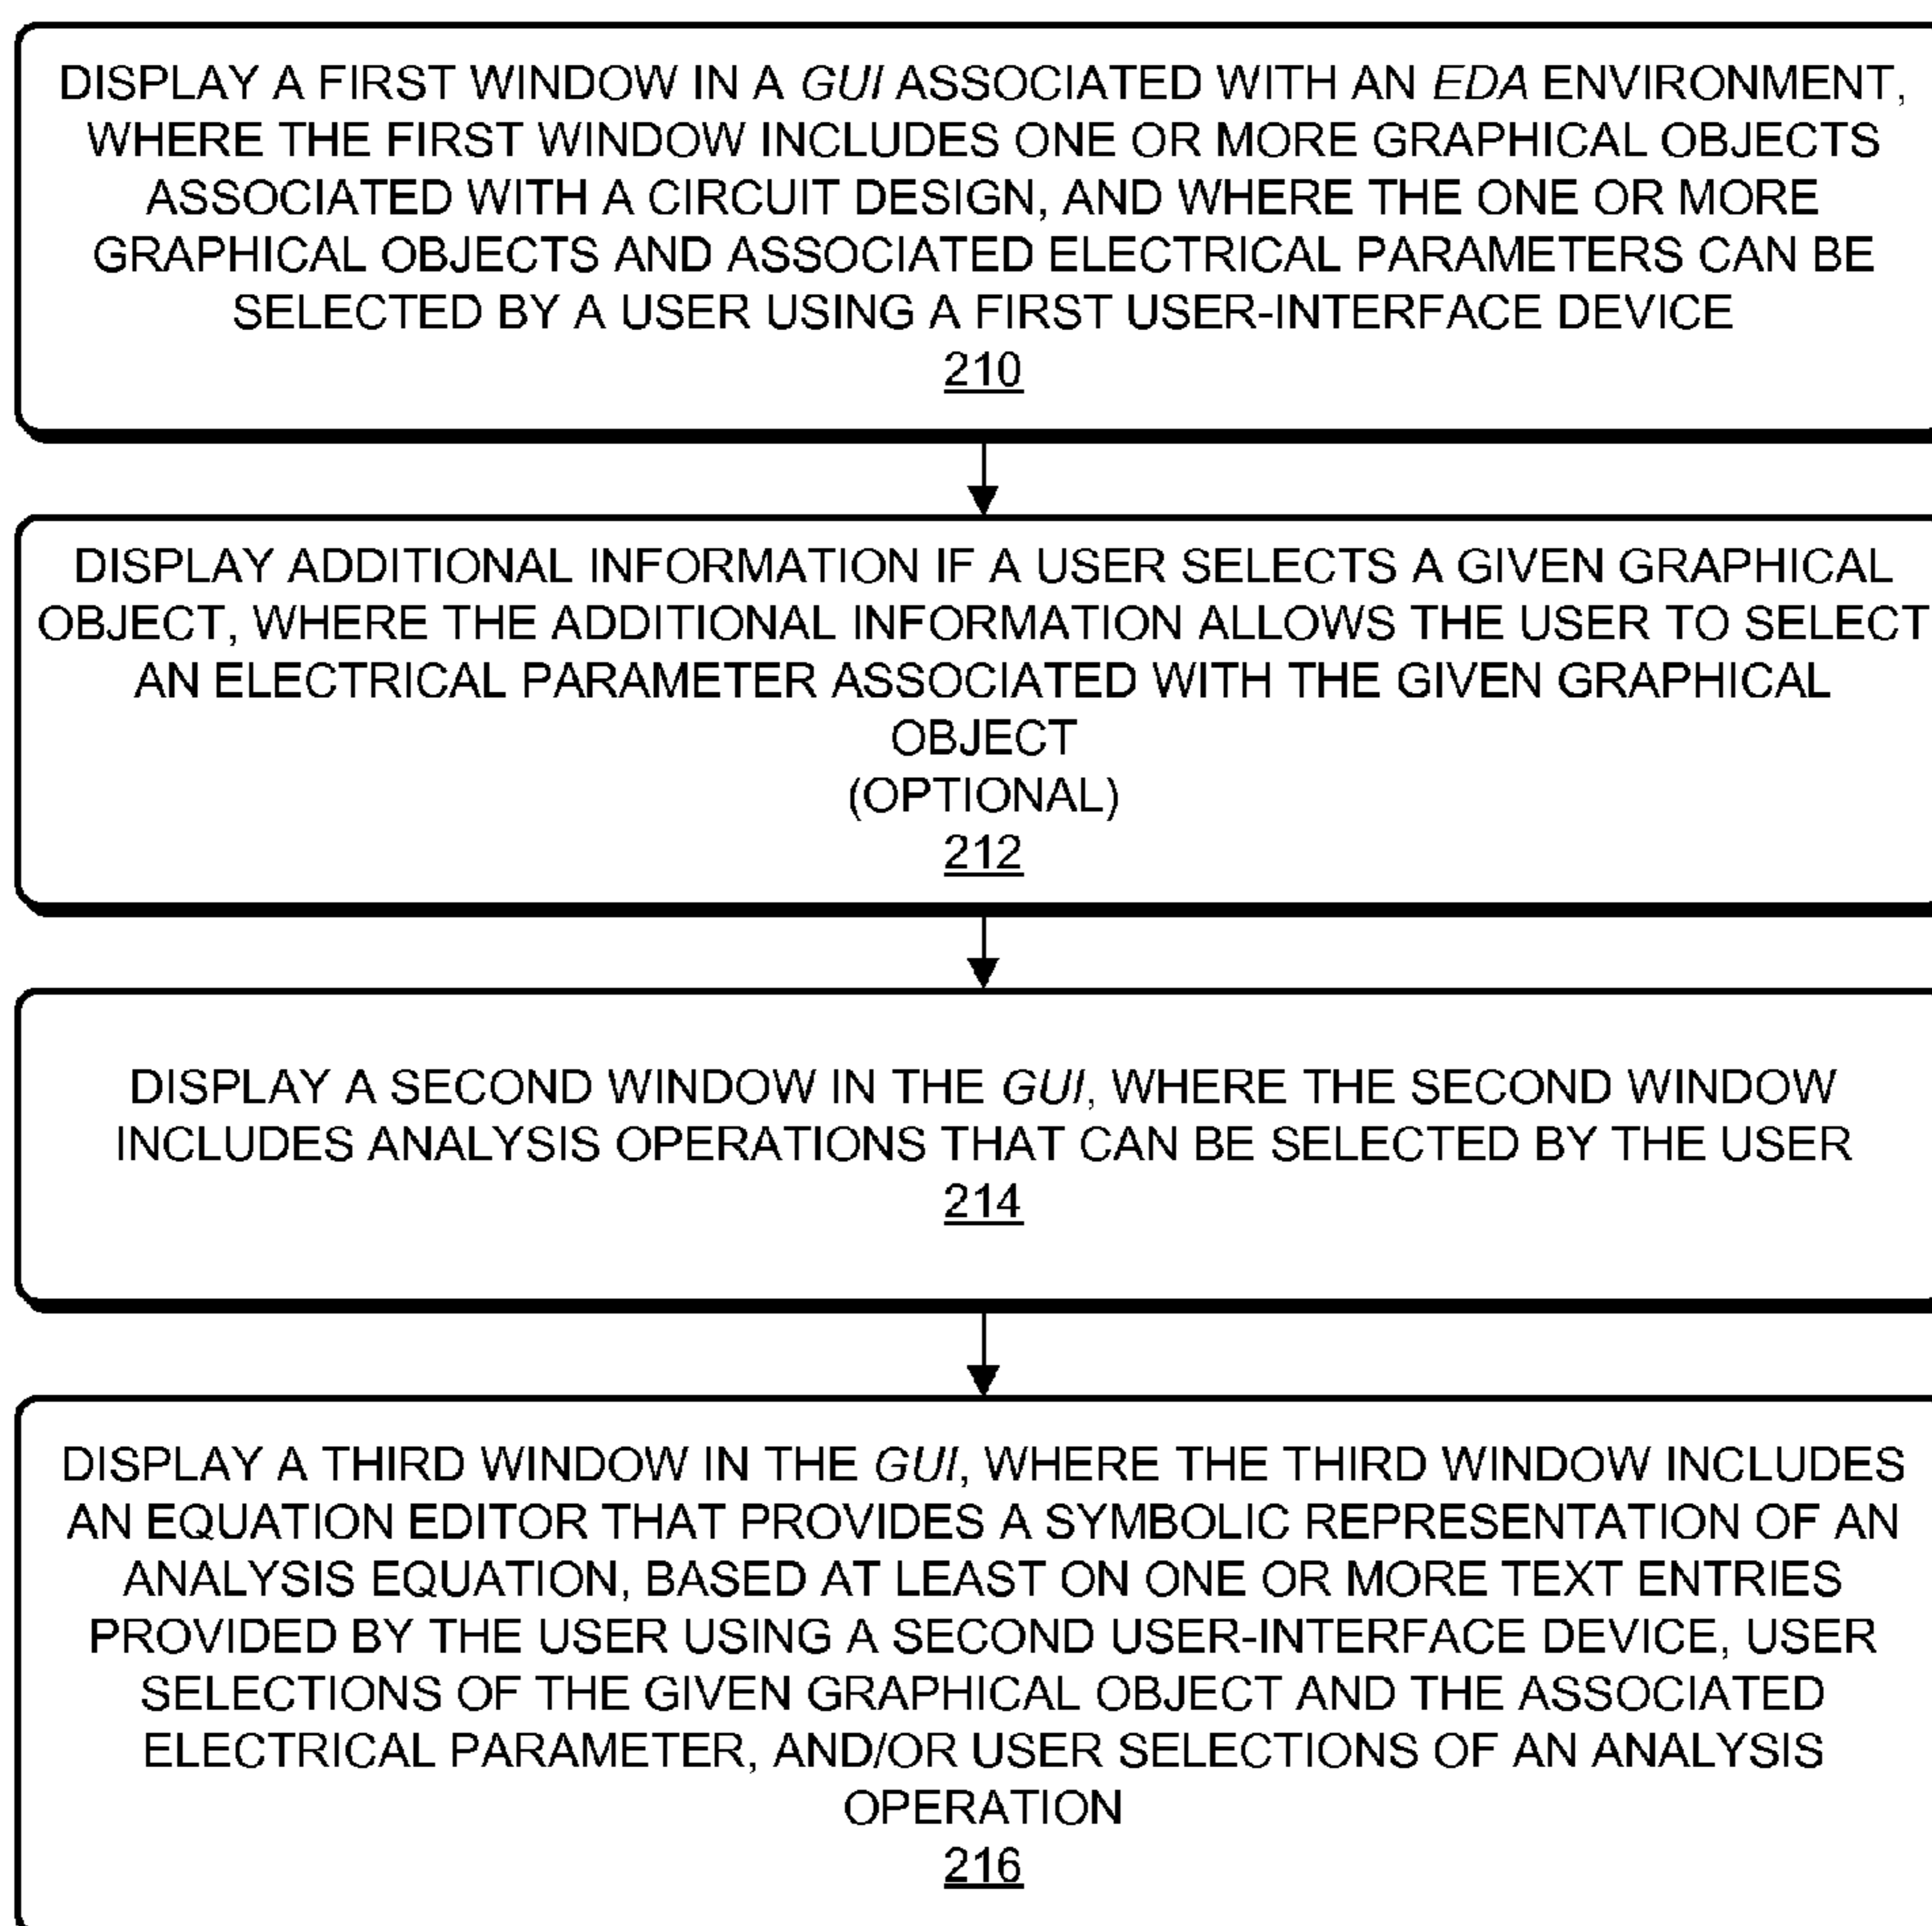 DISPLAY A FIRST WINDOW IN A GUI ASSOCIATED WITH AN EDA ENVIRONMENT,
WHERE THE FIRST WINDOW INCLUDES ONE OR MORE GRAPHICAL OBJECTS
ASSOCIATED WITH A CIRCUIT DESIGN, AND WHERE THE ONE OR MORE
GRAPHICAL OBJECTS AND ASSOCIATED ELECTRICAL PARAMETERS CAN BE
SELECTED BY A USER USING A FIRST USER-INTERFACE DEVICE
210
DISPLAY ADDITIONAL INFORMATION IF A USER SELECTS A GIVEN GRAPHICAL
OBJECT, WHERE THE ADDITIONAL INFORMATION ALLOWS THE USER TO SELECT
AN ELECTRICAL PARAMETER ASSOCIATED WITH THE GIVEN GRAPHICAL
OBJECT
(OPTIONAL)
212
DISPLAY A SECOND WINDOW IN THE GUI, WHERE THE SECOND WINDOW
INCLUDES ANALYSIS OPERATIONS THAT CAN BE SELECTED BY THE USER
214
DISPLAY A THIRD WINDOW IN THE GUI, WHERE THE THIRD WINDOW INCLUDES
AN EQUATION EDITOR THAT PROVIDES A SYMBOLIC REPRESENTATION OF AN
ANALYSIS EQUATION, BASED AT LEAST ON ONE OR MORE TEXT ENTRIES
PROVIDED BY THE USER USING A SECOND USER-INTERFACE DEVICE, USER
SELECTIONS OF THE GIVEN GRAPHICAL OBJECT AND THE ASSOCIATED
ELECTRICAL PARAMETER, AND/OR USER SELECTIONS OF AN ANALYSIS
OPERATION
216